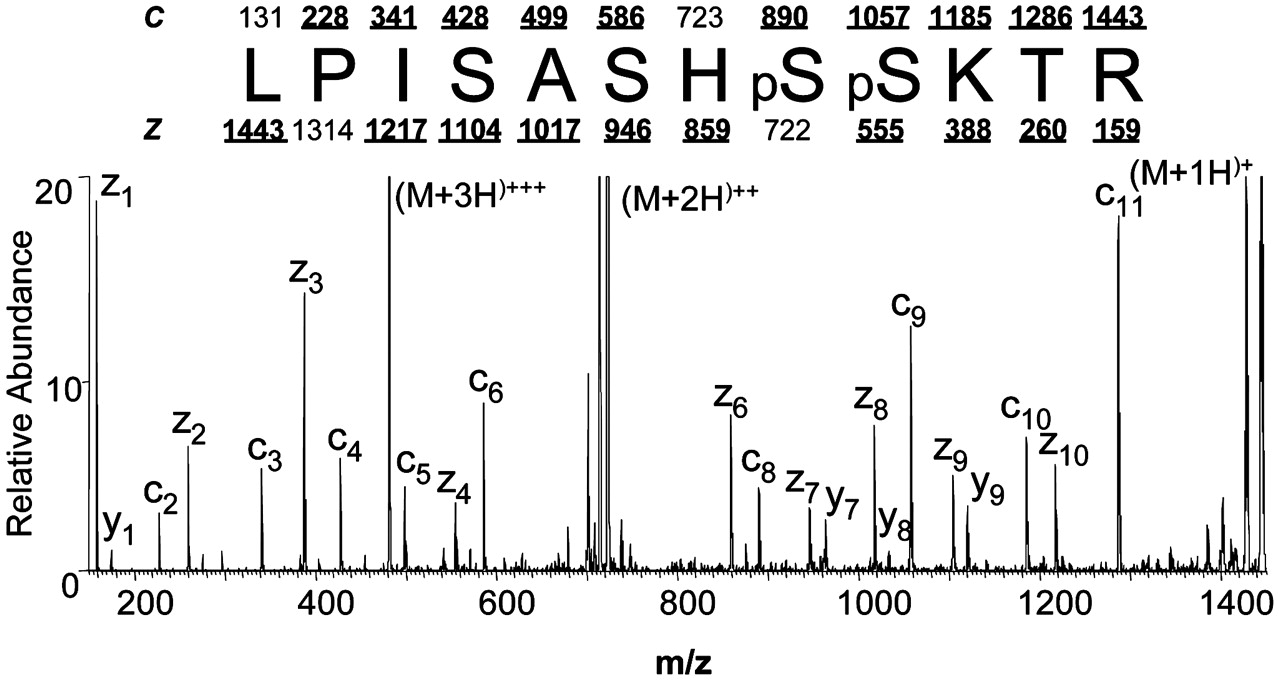 C 131 228 341 428 499 586 723 890 1057 1185 1286 1443
L P I S A S H pS pS K T R
Z 1443 1314 1217 1104 1017 946 859 722 555 388 260 159
20 z1 (M+3H)+++ (M+2H)++ (M+1H)+
c11
z3
c9
10
c6 z6 z8 c10
z2 c3 c4 c5 z4 c8 z7 y7 z9 y9 z10
c2 y1 y8
0
200 400 600 800 1000 1200 1400
m/z
Relative Abundance